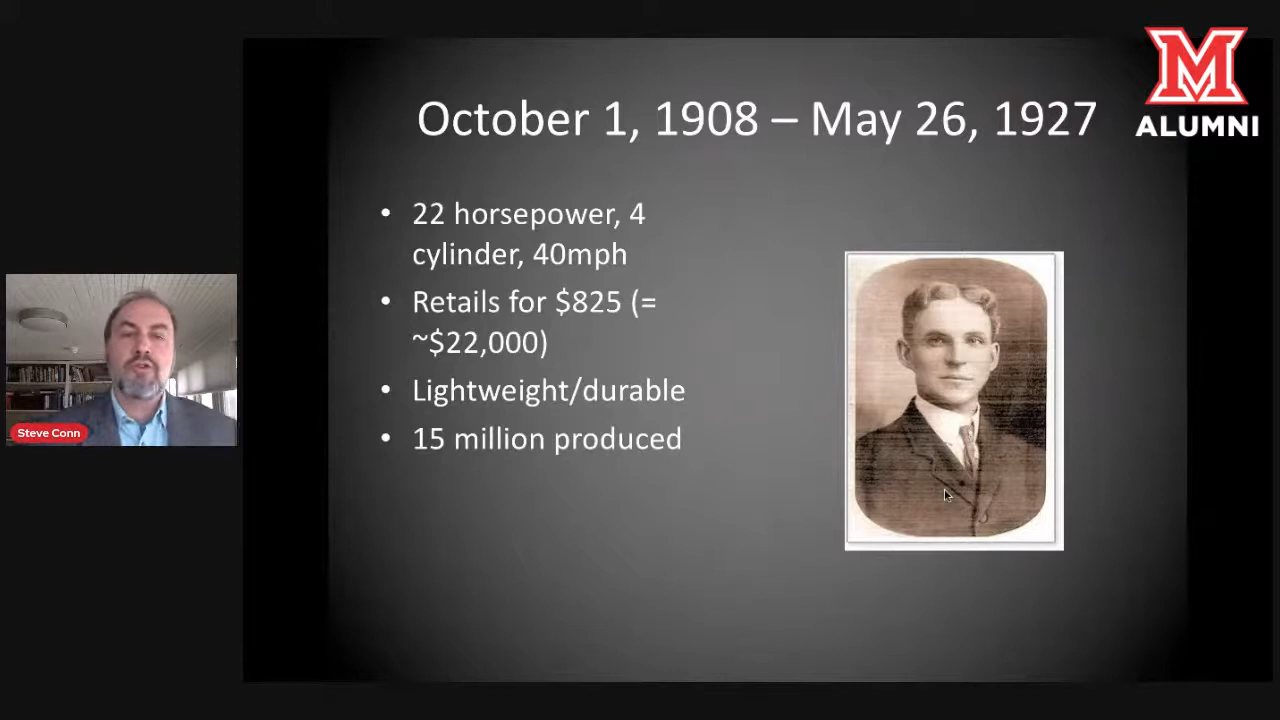 October 1, 1908 – May 26, 1927
M
ALUMNI
• 22 horsepower, 4
cylinder, 40mph
• Retails for $825 (=
~$22,000)
• Lightweight/durable
• 15 million produced
Steve Conn